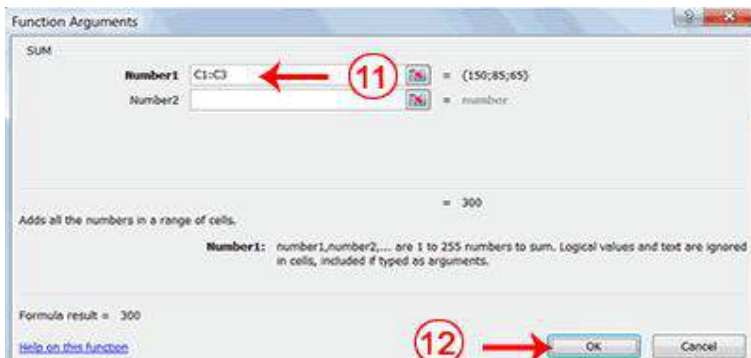 Function Arguments
SUM
Number1 C1:C3 11 = {150;85;65}
Number2 = number
= 300
Adds all the numbers in a range of cells.
Number1: number1,number2,... are 1 to 255 numbers to sum. Logical values and text are ignored
in cells, included if typed as arguments.
Formula result = 300
Help on this function 12 OK Cancel